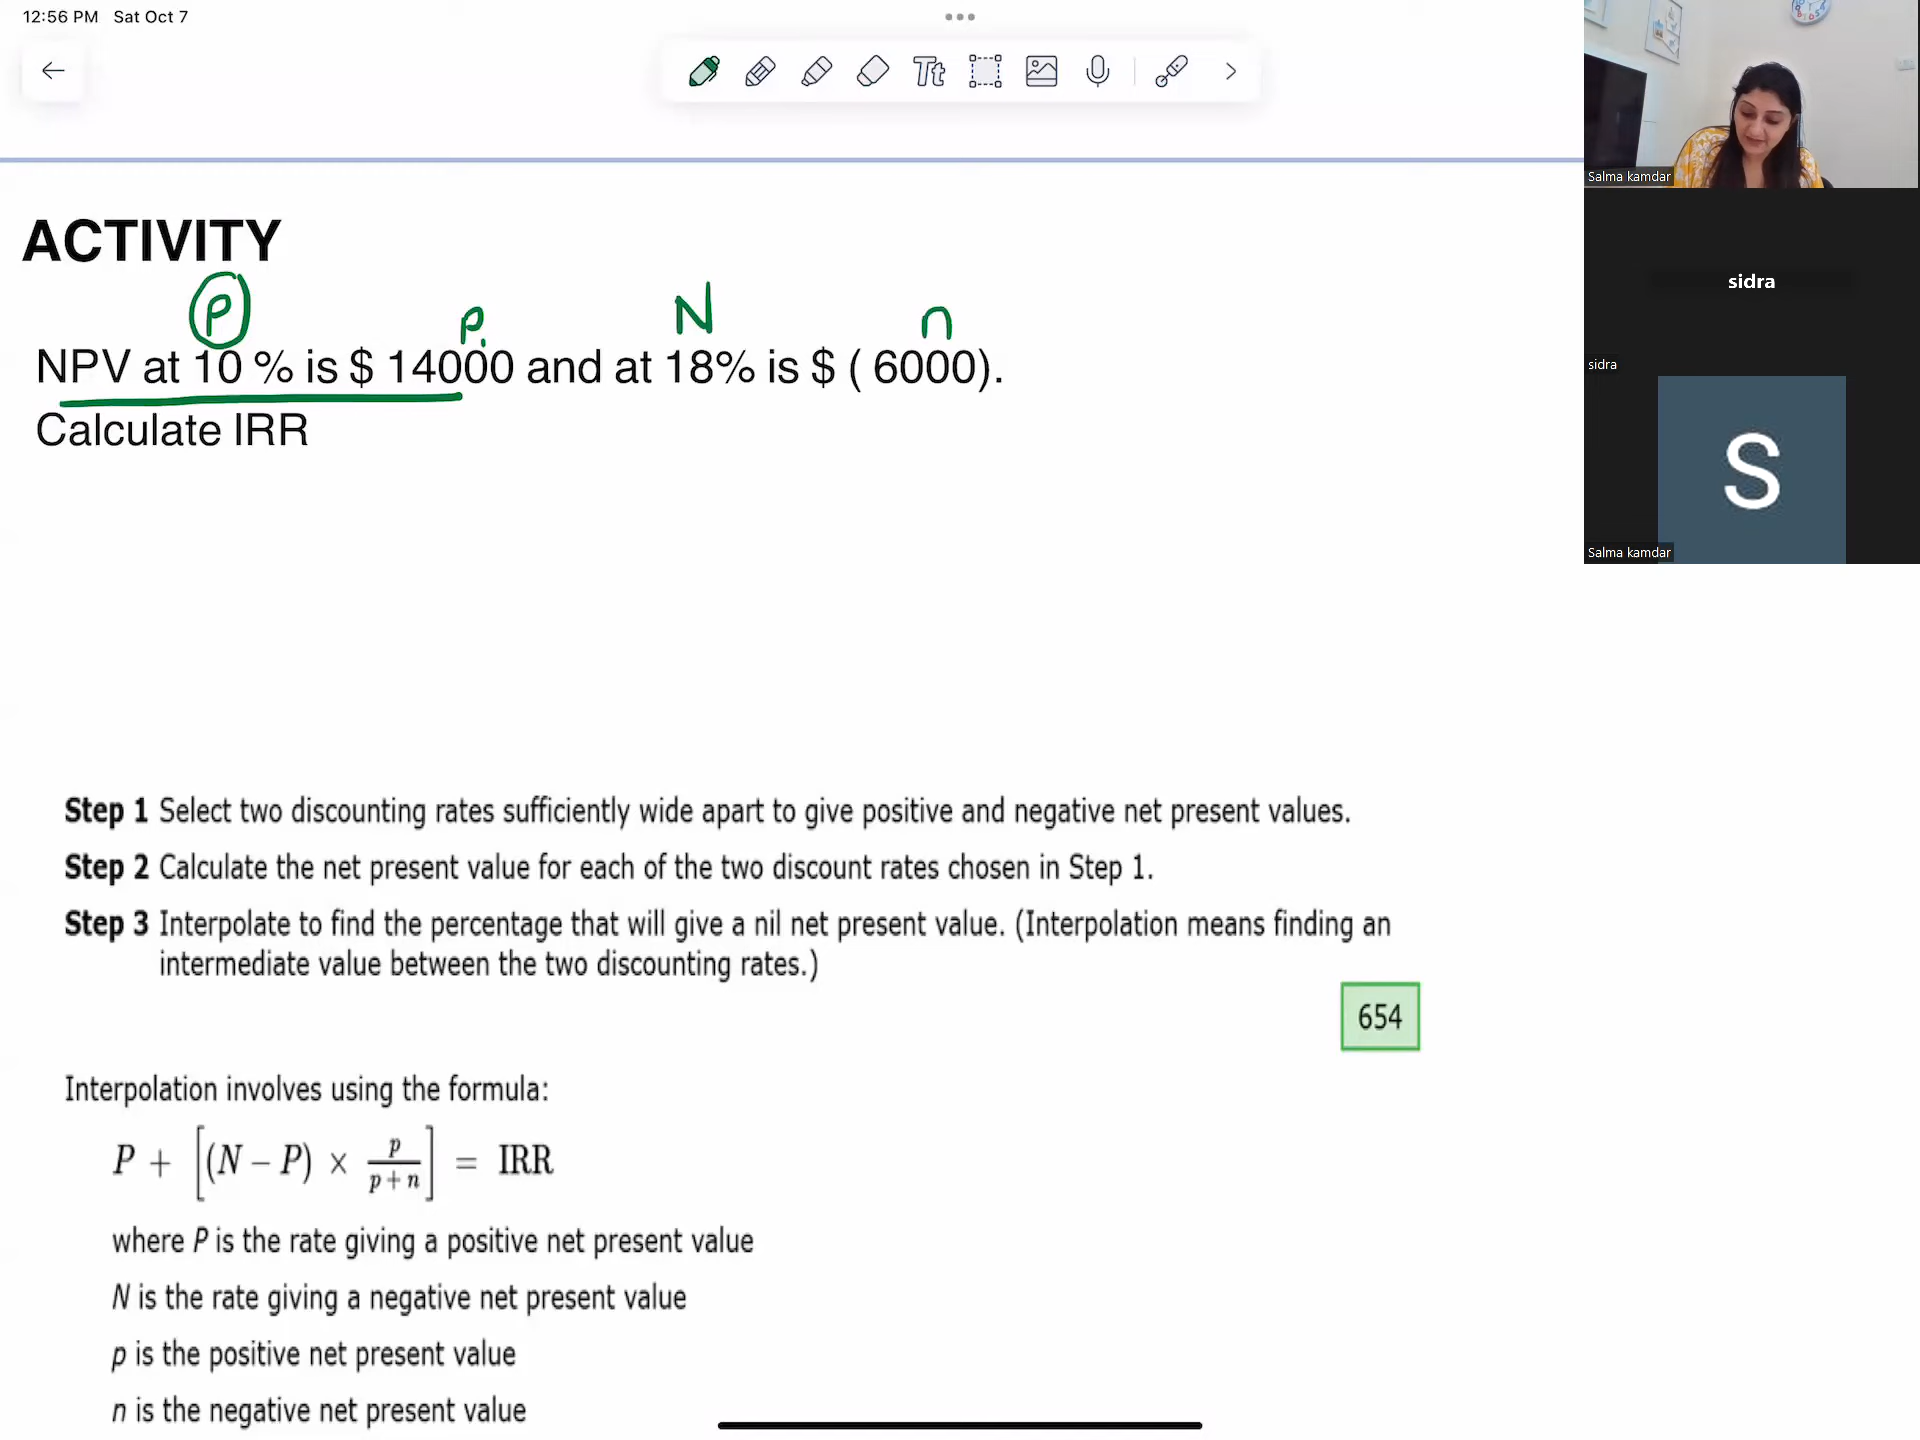 12:56 PM Sat Oct 7
Tt
Salma kamdar
ACTIVITY
P p. N n
NPV at 10 % is $ 14000 and at 18% is $ ( 6000).
Calculate IRR
sidra
sidra
S
Salma kamdar
Step 1 Select two discounting rates sufficiently wide apart to give positive and negative net present values.
Step 2 Calculate the net present value for each of the two discount rates chosen in Step 1.
Step 3 Interpolate to find the percentage that will give a nil net present value. (Interpolation means finding an
intermediate value between the two discounting rates.)
654
Interpolation involves using the formula:
P + [(N – P) × p/(p + n)] = IRR
where P is the rate giving a positive net present value
N is the rate giving a negative net present value
p is the positive net present value
n is the negative net present value